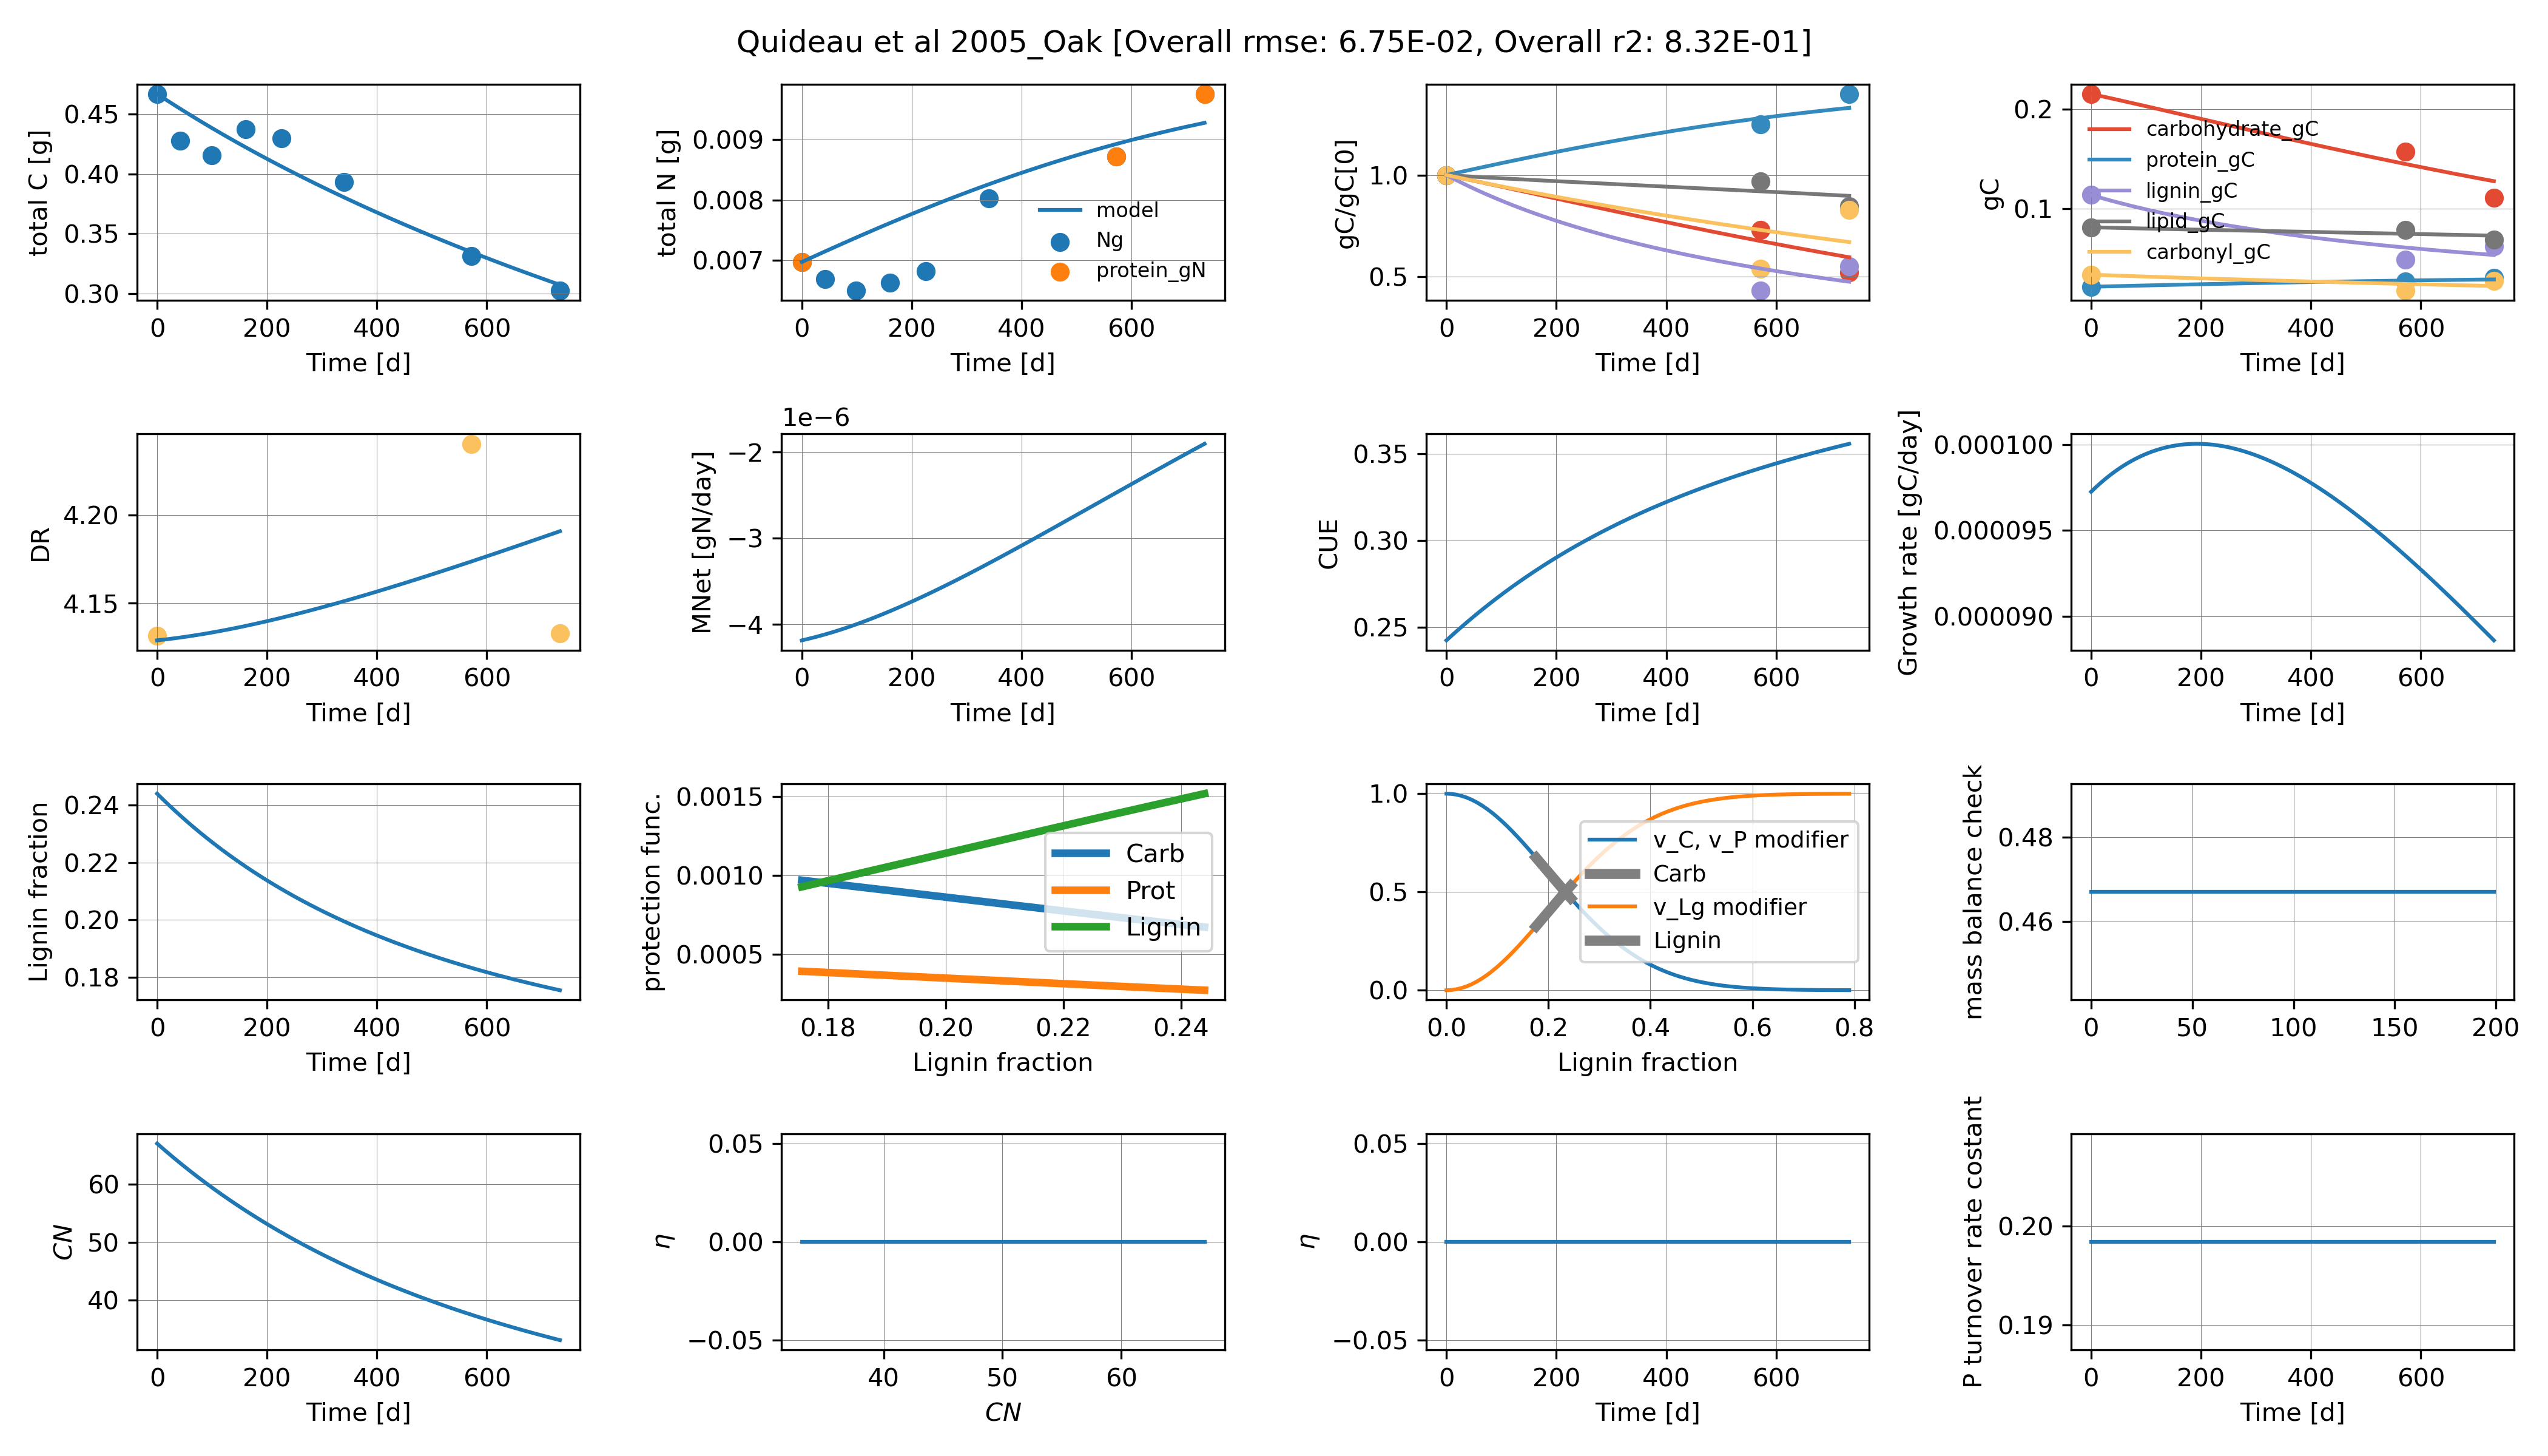 Quideau et al 2005_Oak [Overall rmse: 6.75E-02, Overall r2: 8.32E-01]
total C [g]
0.45
0.40
0.35
0.30
0 200 400 600
Time [d]
total N [g]
0.009
0.008
0.007
model
Ng
protein_gN
0 200 400 600
Time [d]
gC/gC[0]
1.0
0.5
0 200 400 600
Time [d]
gC
0.2
0.1
carbohydrate_gC
protein_gC
lignin_gC
lipid_gC
carbonyl_gC
0 200 400 600
Time [d]
DR
4.20
4.15
0 200 400 600
Time [d]
1e−6
MNet [gN/day]
−2
−3
−4
0 200 400 600
Time [d]
CUE
0.35
0.30
0.25
0 200 400 600
Time [d]
Growth rate [gC/day]
0.000100
0.000095
0.000090
0 200 400 600
Time [d]
Lignin fraction
0.24
0.22
0.20
0.18
0 200 400 600
Time [d]
protection func.
0.0015
0.0010
0.0005
Carb
Prot
Lignin
0.18 0.20 0.22 0.24
Lignin fraction
1.0
0.5
0.0
v_C, v_P modifier
Carb
v_Lg modifier
Lignin
0.0 0.2 0.4 0.6 0.8
Lignin fraction
mass balance check
0.48
0.46
0 50 100 150 200
CN
60
50
40
0 200 400 600
Time [d]
η
0.05
0.00
−0.05
40 50 60
CN
η
0.05
0.00
−0.05
0 200 400 600
Time [d]
P turnover rate costant
0.20
0.19
0 200 400 600
Time [d]